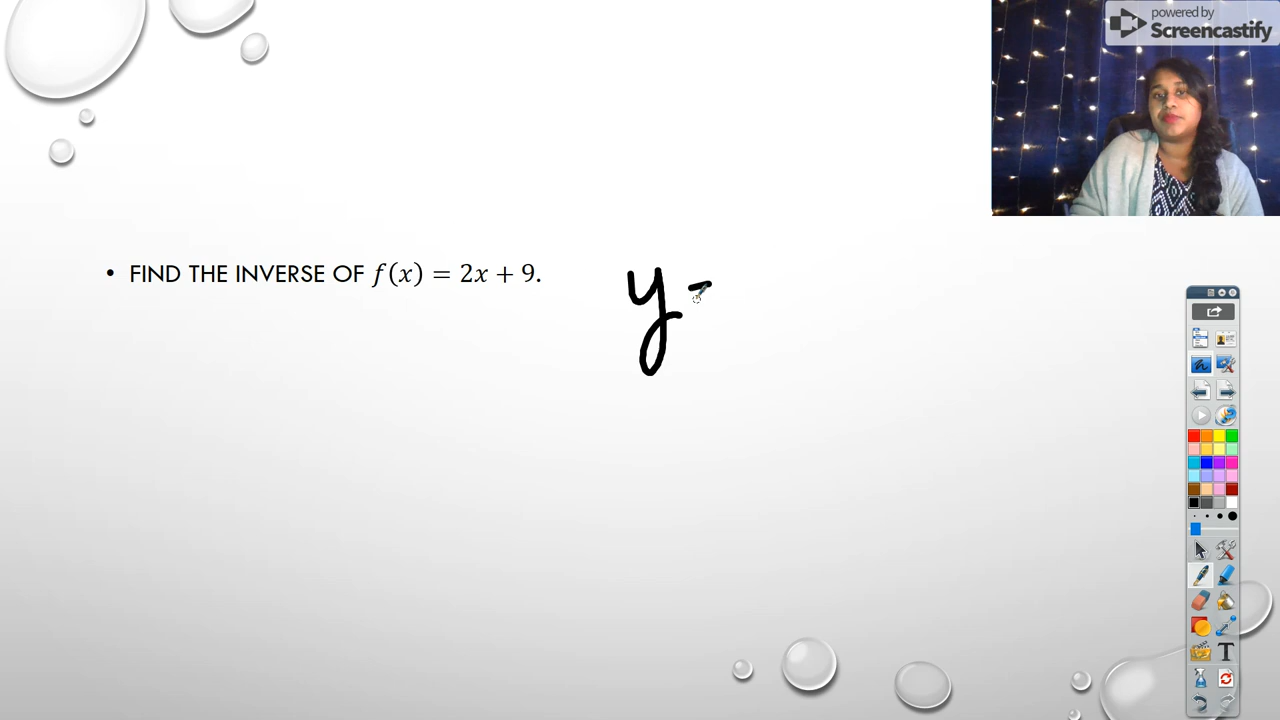 powered by
Screencastify
• FIND THE INVERSE OF f(x) = 2x + 9.
y =
T